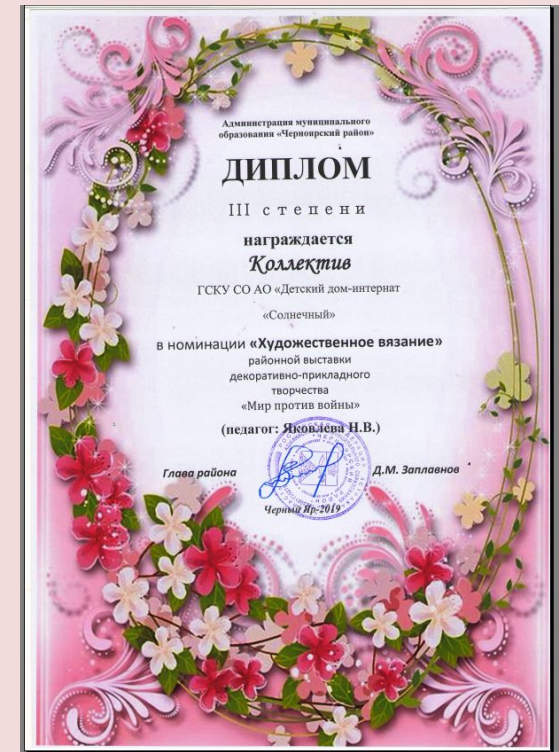 Администрация муниципального
образования «Черноярский район»
ДИПЛОМ
III степени
награждается
Коллектив
ГСКУ СО АО «Детский дом-интернат
«Солнечный»
в номинации «Художественное вязание»
районной выставки
декоративно-прикладного
творчества
«Мир против войны»
(педагог: Яковлева Н.В.)
Глава района
Д.М. Заплавнов
Черный Яр-2019